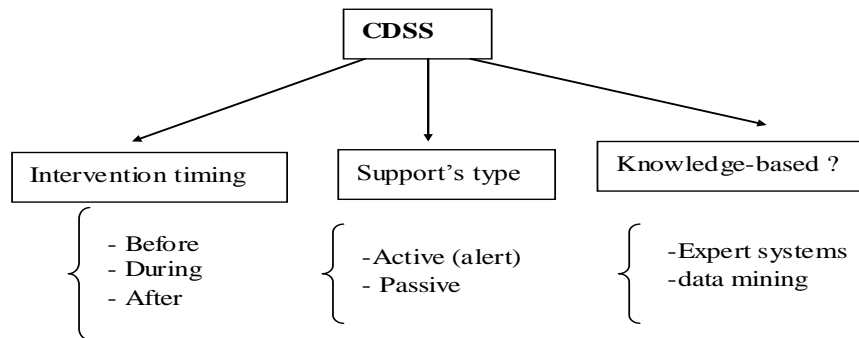 CDSS
Intervention timing
Support's type
Knowledge-based ?
- Before
- During
- After
-Active (alert)
- Passive
-Expert systems
-data mining